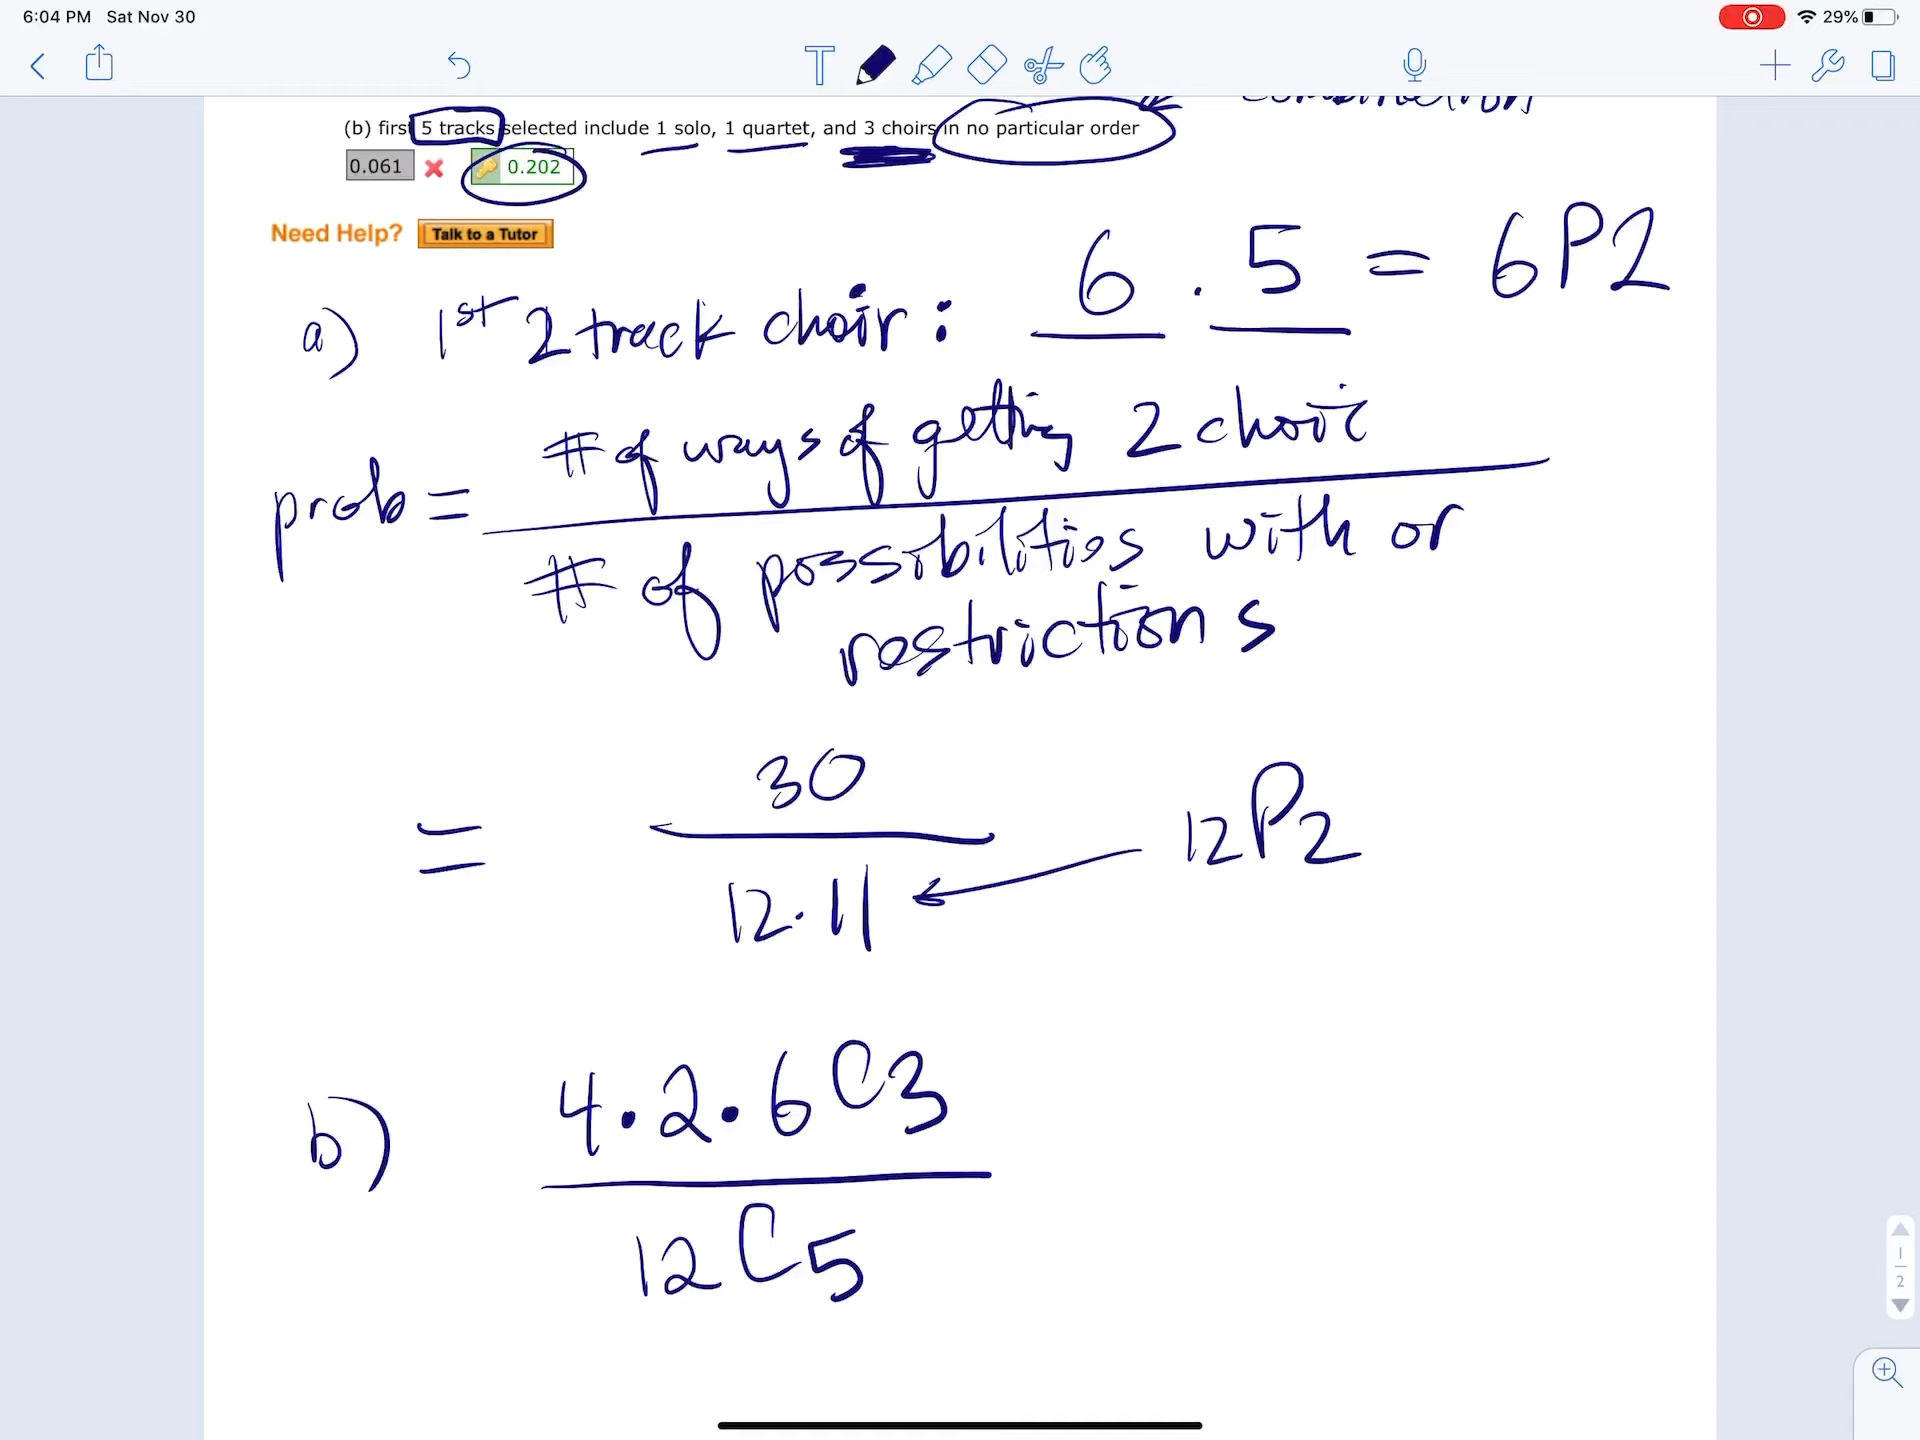 6:04 PM Sat Nov 30
29%
combination
(b) first 5 tracks selected include 1 solo, 1 quartet, and 3 choirs in no particular order
0.061
0.202
Need Help? Talk to a Tutor
6 . 5 = 6P2
a) 1st 2 track choir :
# of ways of getting 2 choir
prob =
# of possibilities with or
restrictions
30
= 12P2
12·11
4·2·6C3
b)
12C5
1
2